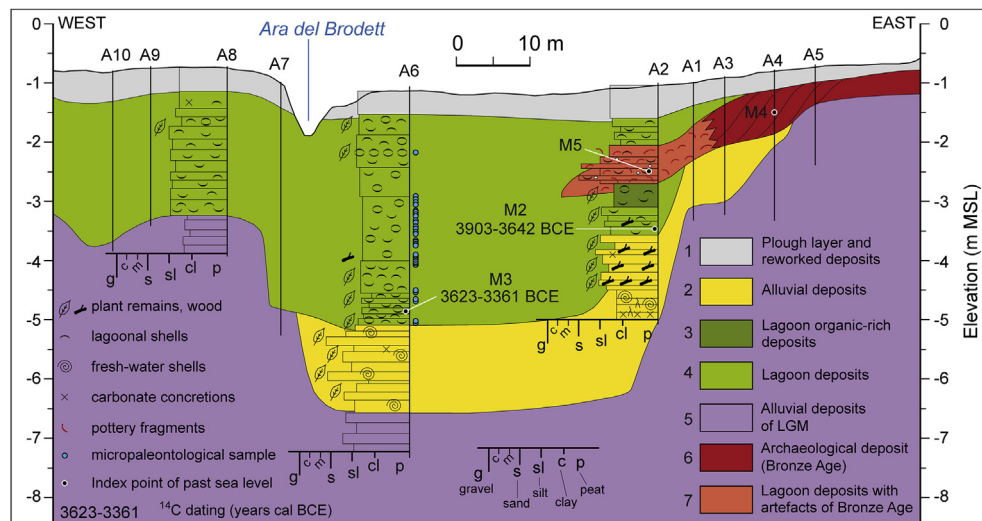 WEST
EAST
Ara del Brodett
0 10 m
A10
A9
A8
A7
A6
A2
A1
A3
A4
A5
0
-1
-2
-3
-4
-5
-6
-7
-8
-0
-1
-2
-3
-4
-5
-6
-7
-8
Elevation (m MSL)
M4
M5
M2
3903-3642 BCE
M3
3623-3361 BCE
g c m s sl cl p
g c m s sl cl p
g c m s sl cl p
plant remains, wood
lagoonal shells
fresh-water shells
carbonate concretions
pottery fragments
micropaleontological sample
Index point of past sea level
3623-3361 14C dating (years cal BCE)
g c m s sl c p
gravel
sand
silt
clay
peat
1 Plough layer and
reworked deposits
2 Alluvial deposits
3 Lagoon organic-rich
deposits
4 Lagoon deposits
5 Alluvial deposits
of LGM
6 Archaeological deposit
(Bronze Age)
7 Lagoon deposits with
artefacts of Bronze Age